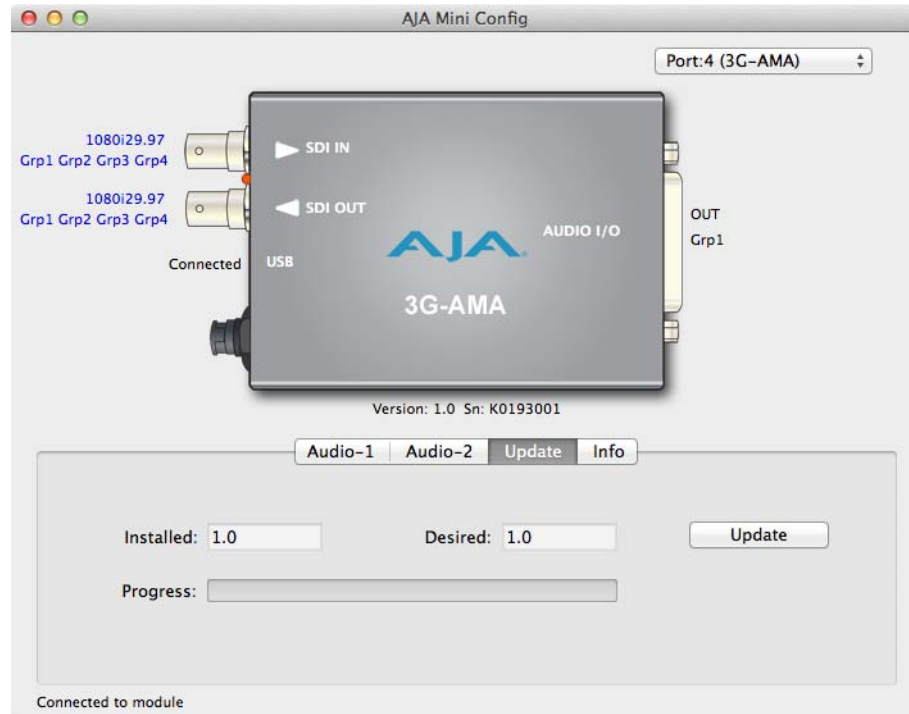 AJA Mini Config
Port:4 (3G-AMA)
1080i29.97
Grp1 Grp2 Grp3 Grp4
SDI IN
1080i29.97
Grp1 Grp2 Grp3 Grp4
SDI OUT
AUDIO I/O
OUT
Grp1
Connected
USB
AJA
3G-AMA
Version: 1.0 Sn: K0193001
Audio-1 Audio-2 Update Info
Installed: 1.0 Desired: 1.0 Update
Progress:
Connected to module